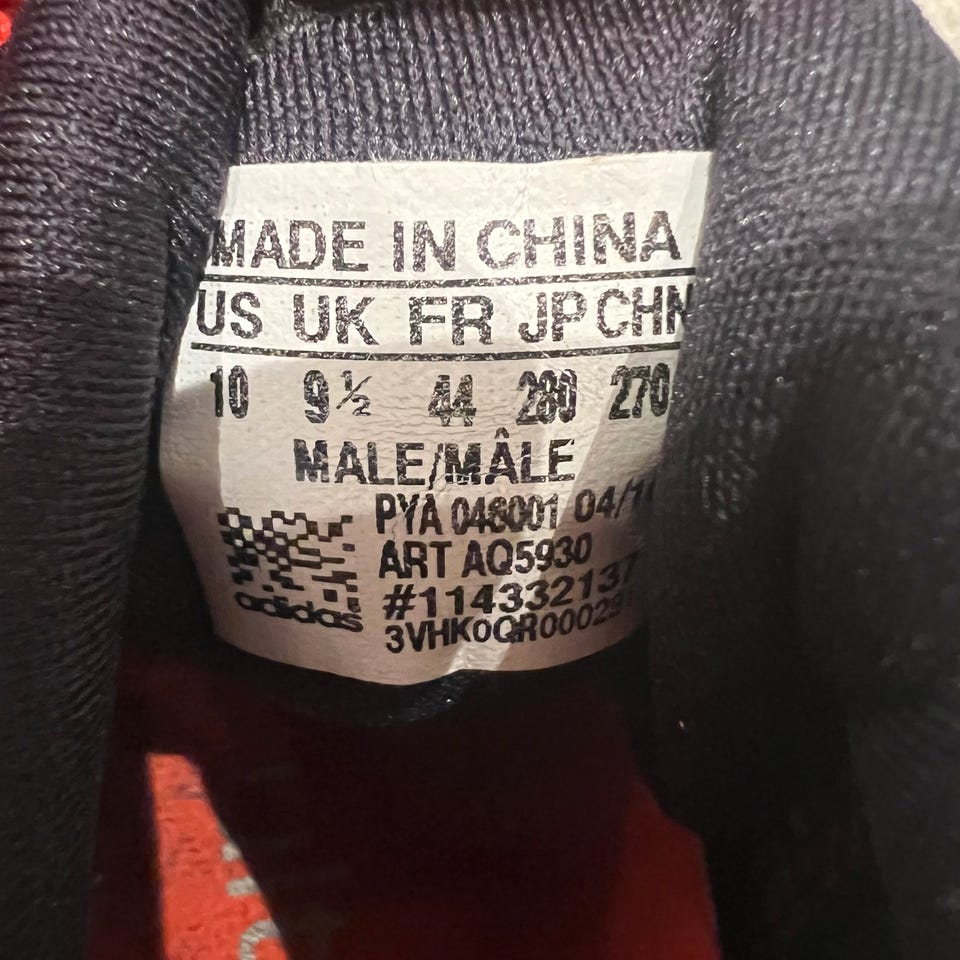 MADE IN CHINA
US UK FR JP CHN
10 9½ 44 280 270
MALE/MÂLE
PYA 046001
ART AQ5930
adidas